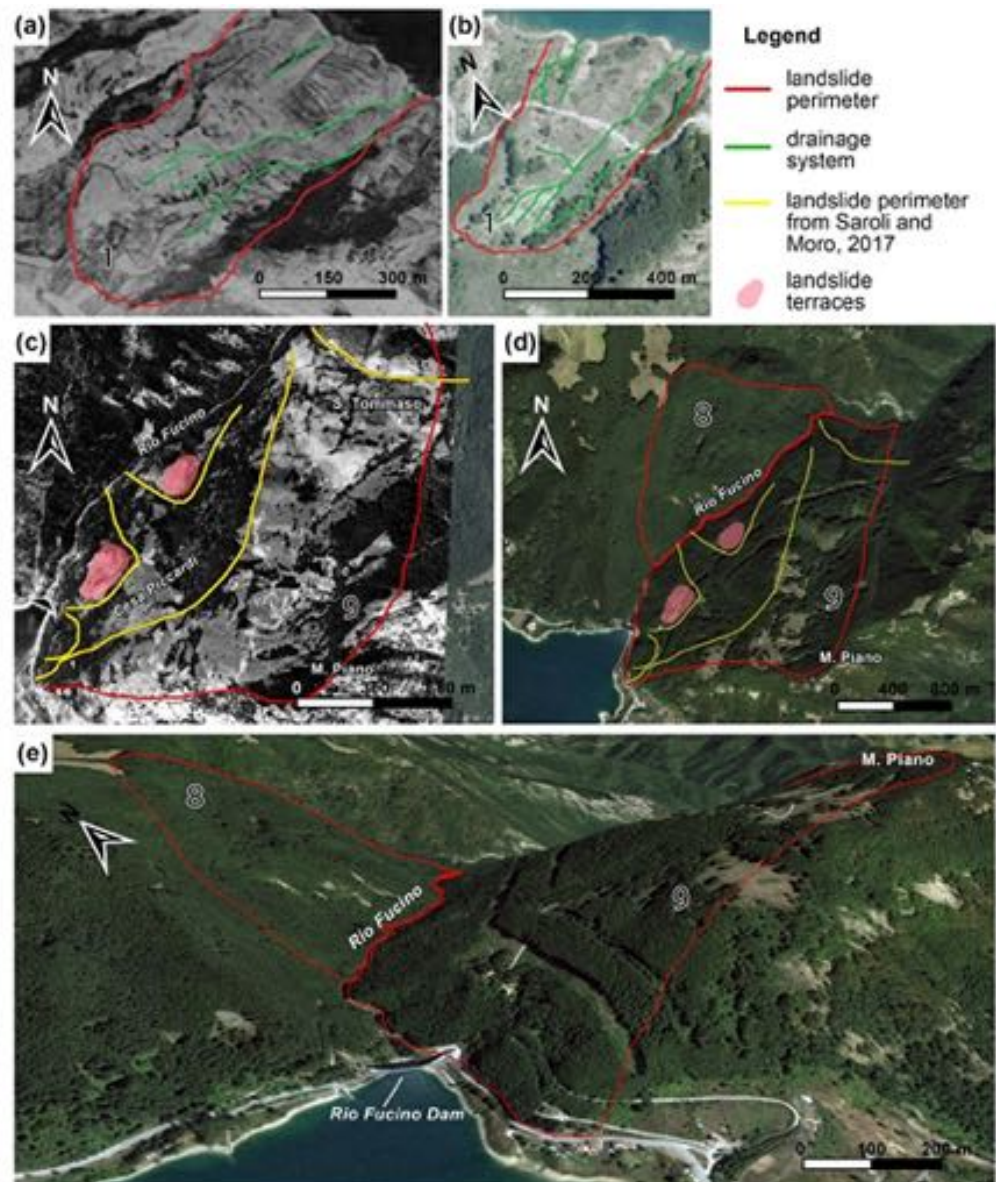 (a)
N
1
0 150 300 m
(b)
N
1
0 200 400 m
Legend
landslide
perimeter
drainage
system
landslide perimeter
from Saroli and
Moro, 2017
landslide
terraces
(c)
N
S. Tommaso
Rio Fucino
Case Piccardi
9
M. Piano
0
(d)
N
8
Rio Fucino
9
M. Piano
0 400 800 m
(e)
M. Piano
8
N
9
Rio Fucino
Rio Fucino Dam
0 100 200 m